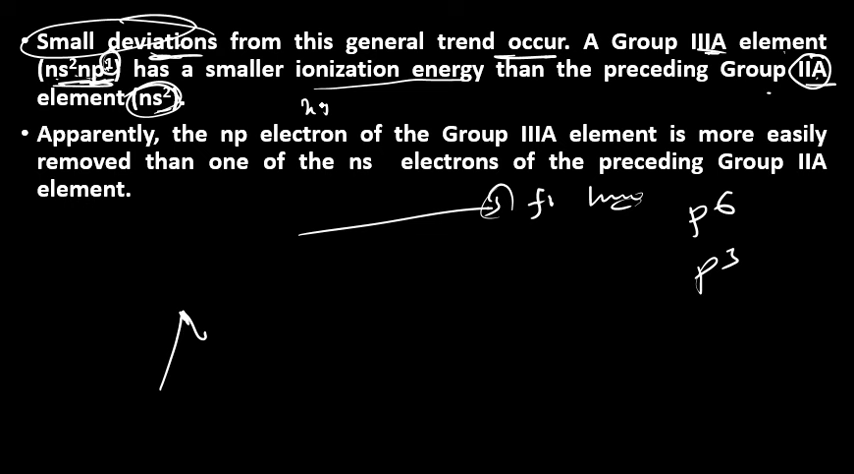 • Small deviations from this general trend occur. A Group IIIA element
(ns²np¹) has a smaller ionization energy than the preceding Group IIA
element (ns²).
• Apparently, the np electron of the Group IIIA element is more easily
removed than one of the ns electrons of the preceding Group IIA
element.
p6
p3